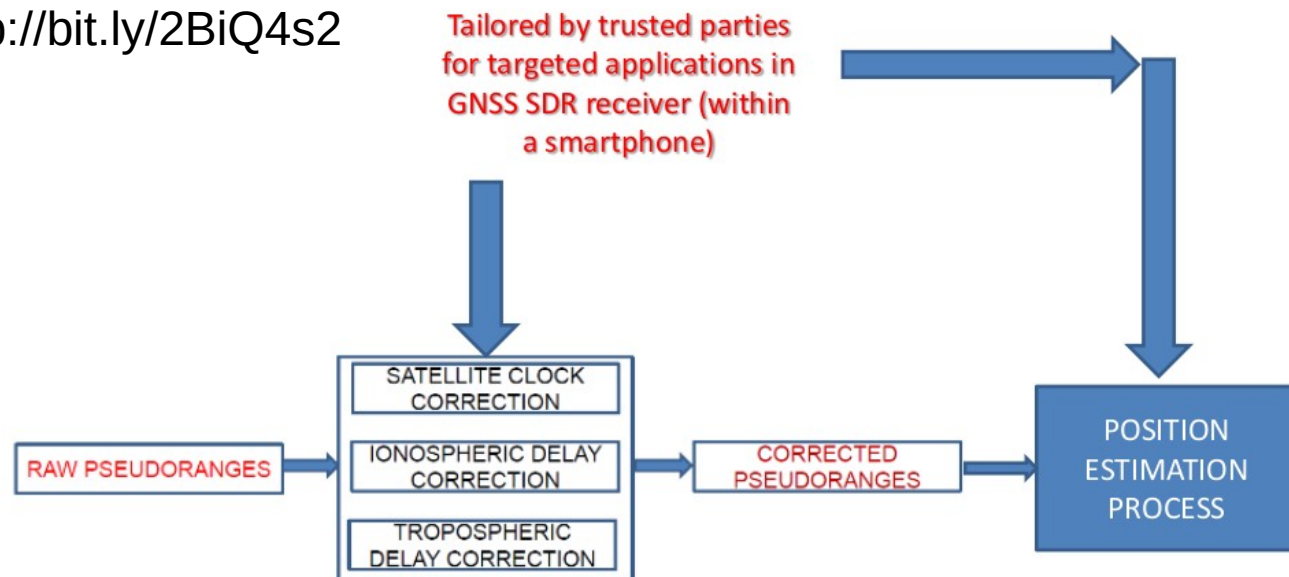 ://bit.ly/2BiQ4s2
Tailored by trusted parties
for targeted applications in
GNSS SDR receiver (within
a smartphone)
SATELLITE CLOCK
CORRECTION
RAW PSEUDORANGES
IONOSPHERIC DELAY
CORRECTION
TROPOSPHERIC
DELAY CORRECTION
CORRECTED
PSEUDORANGES
POSITION
ESTIMATION
PROCESS